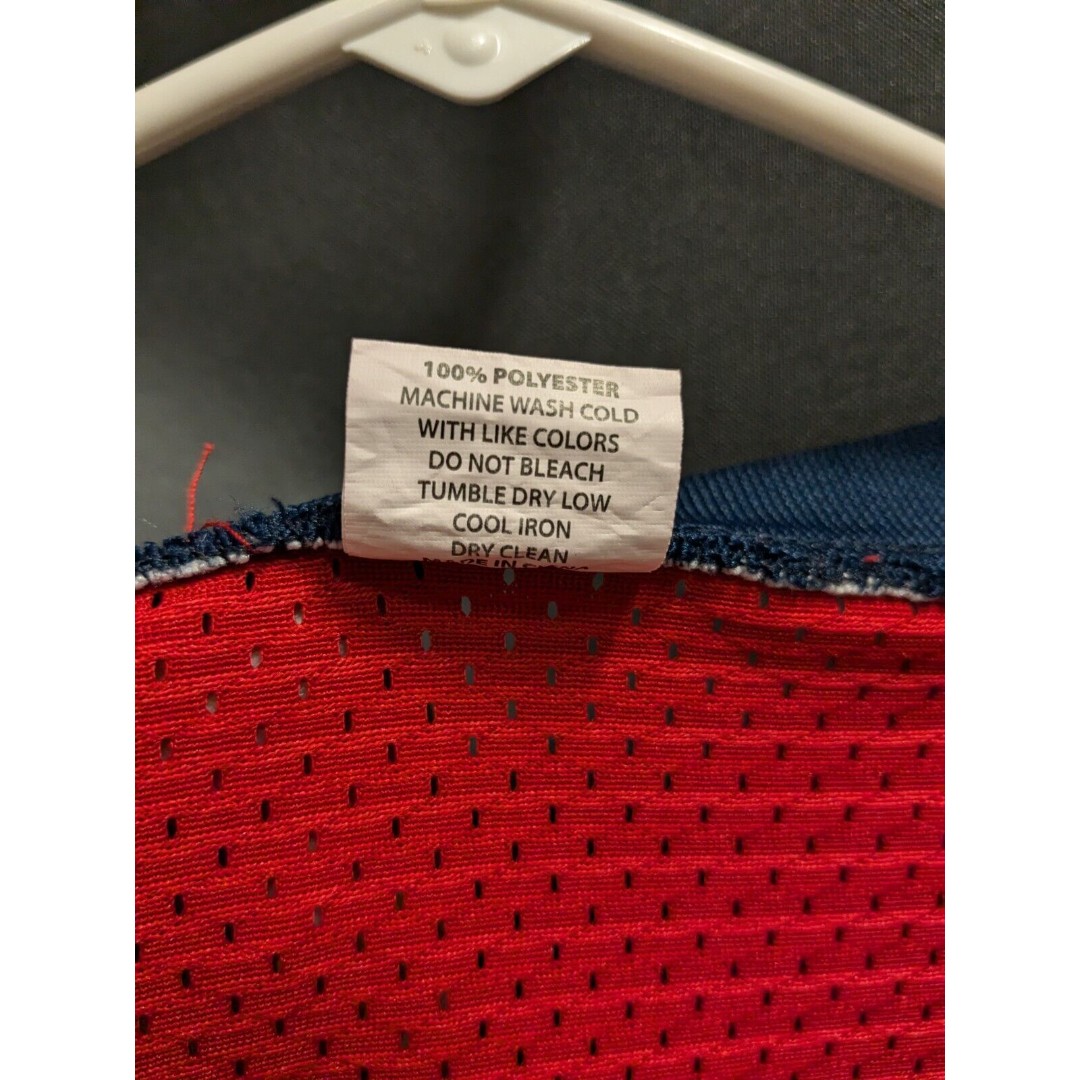 100% POLYESTER
MACHINE WASH COLD
WITH LIKE COLORS
DO NOT BLEACH
TUMBLE DRY LOW
COOL IRON
DRY CLEAN